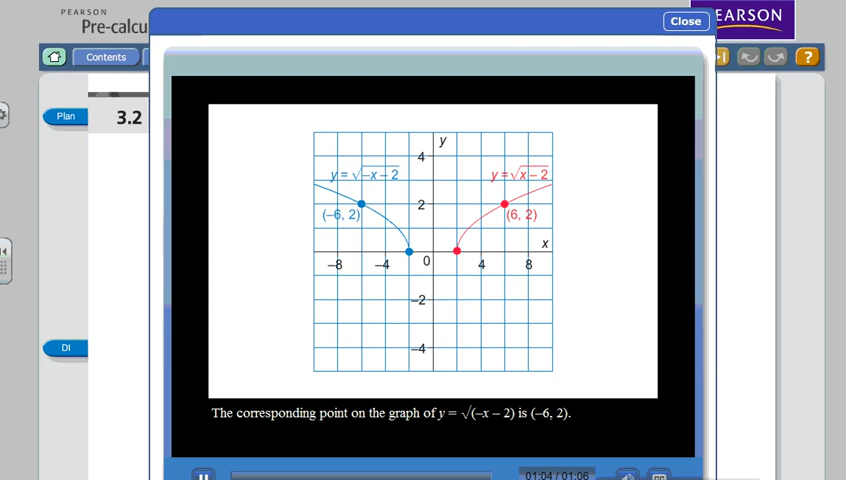 PEARSON
Pre-calcu
Close
EARSON
Contents
?
Plan
3.2
y
4
y = √−x − 2
y = √x − 2
2
(−6, 2)
(6, 2)
x
−8
−4
0
4
8
−2
DI
−4
The corresponding point on the graph of y = √(−x − 2) is (−6, 2).
01:04 / 01:06